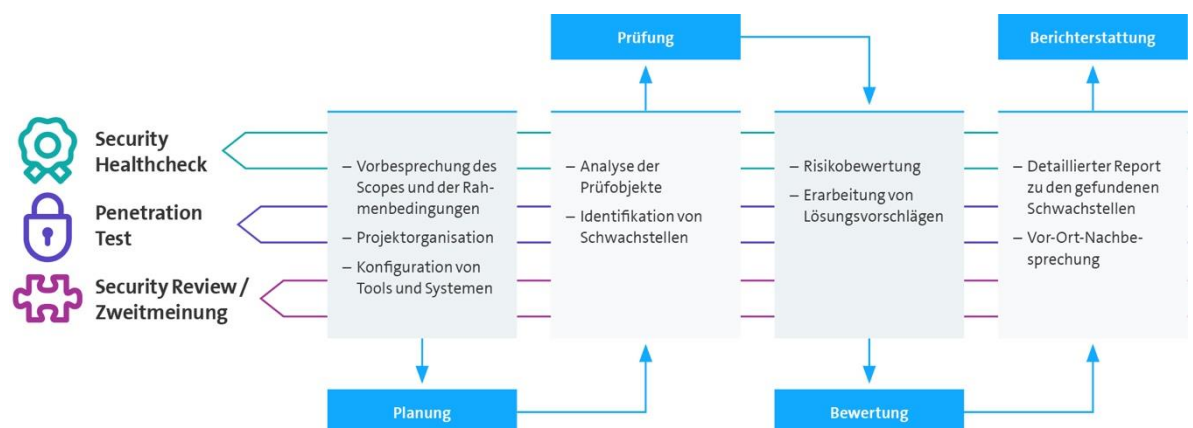 Prüfung
Berichterstattung
Security
Healthcheck
Penetration
Test
Security Review /
Zweitmeinung
– Vorbesprechung des
Scopes und der Rah-
menbedingungen
– Projektorganisation
– Konfiguration von
Tools und Systemen
– Analyse der
Prüfobjekte
– Identifikation von
Schwachstellen
– Risikobewertung
– Erarbeitung von
Lösungsvorschlägen
– Detaillierter Report
zu den gefundenen
Schwachstellen
– Vor-Ort-Nachbe-
sprechung
Planung
Bewertung